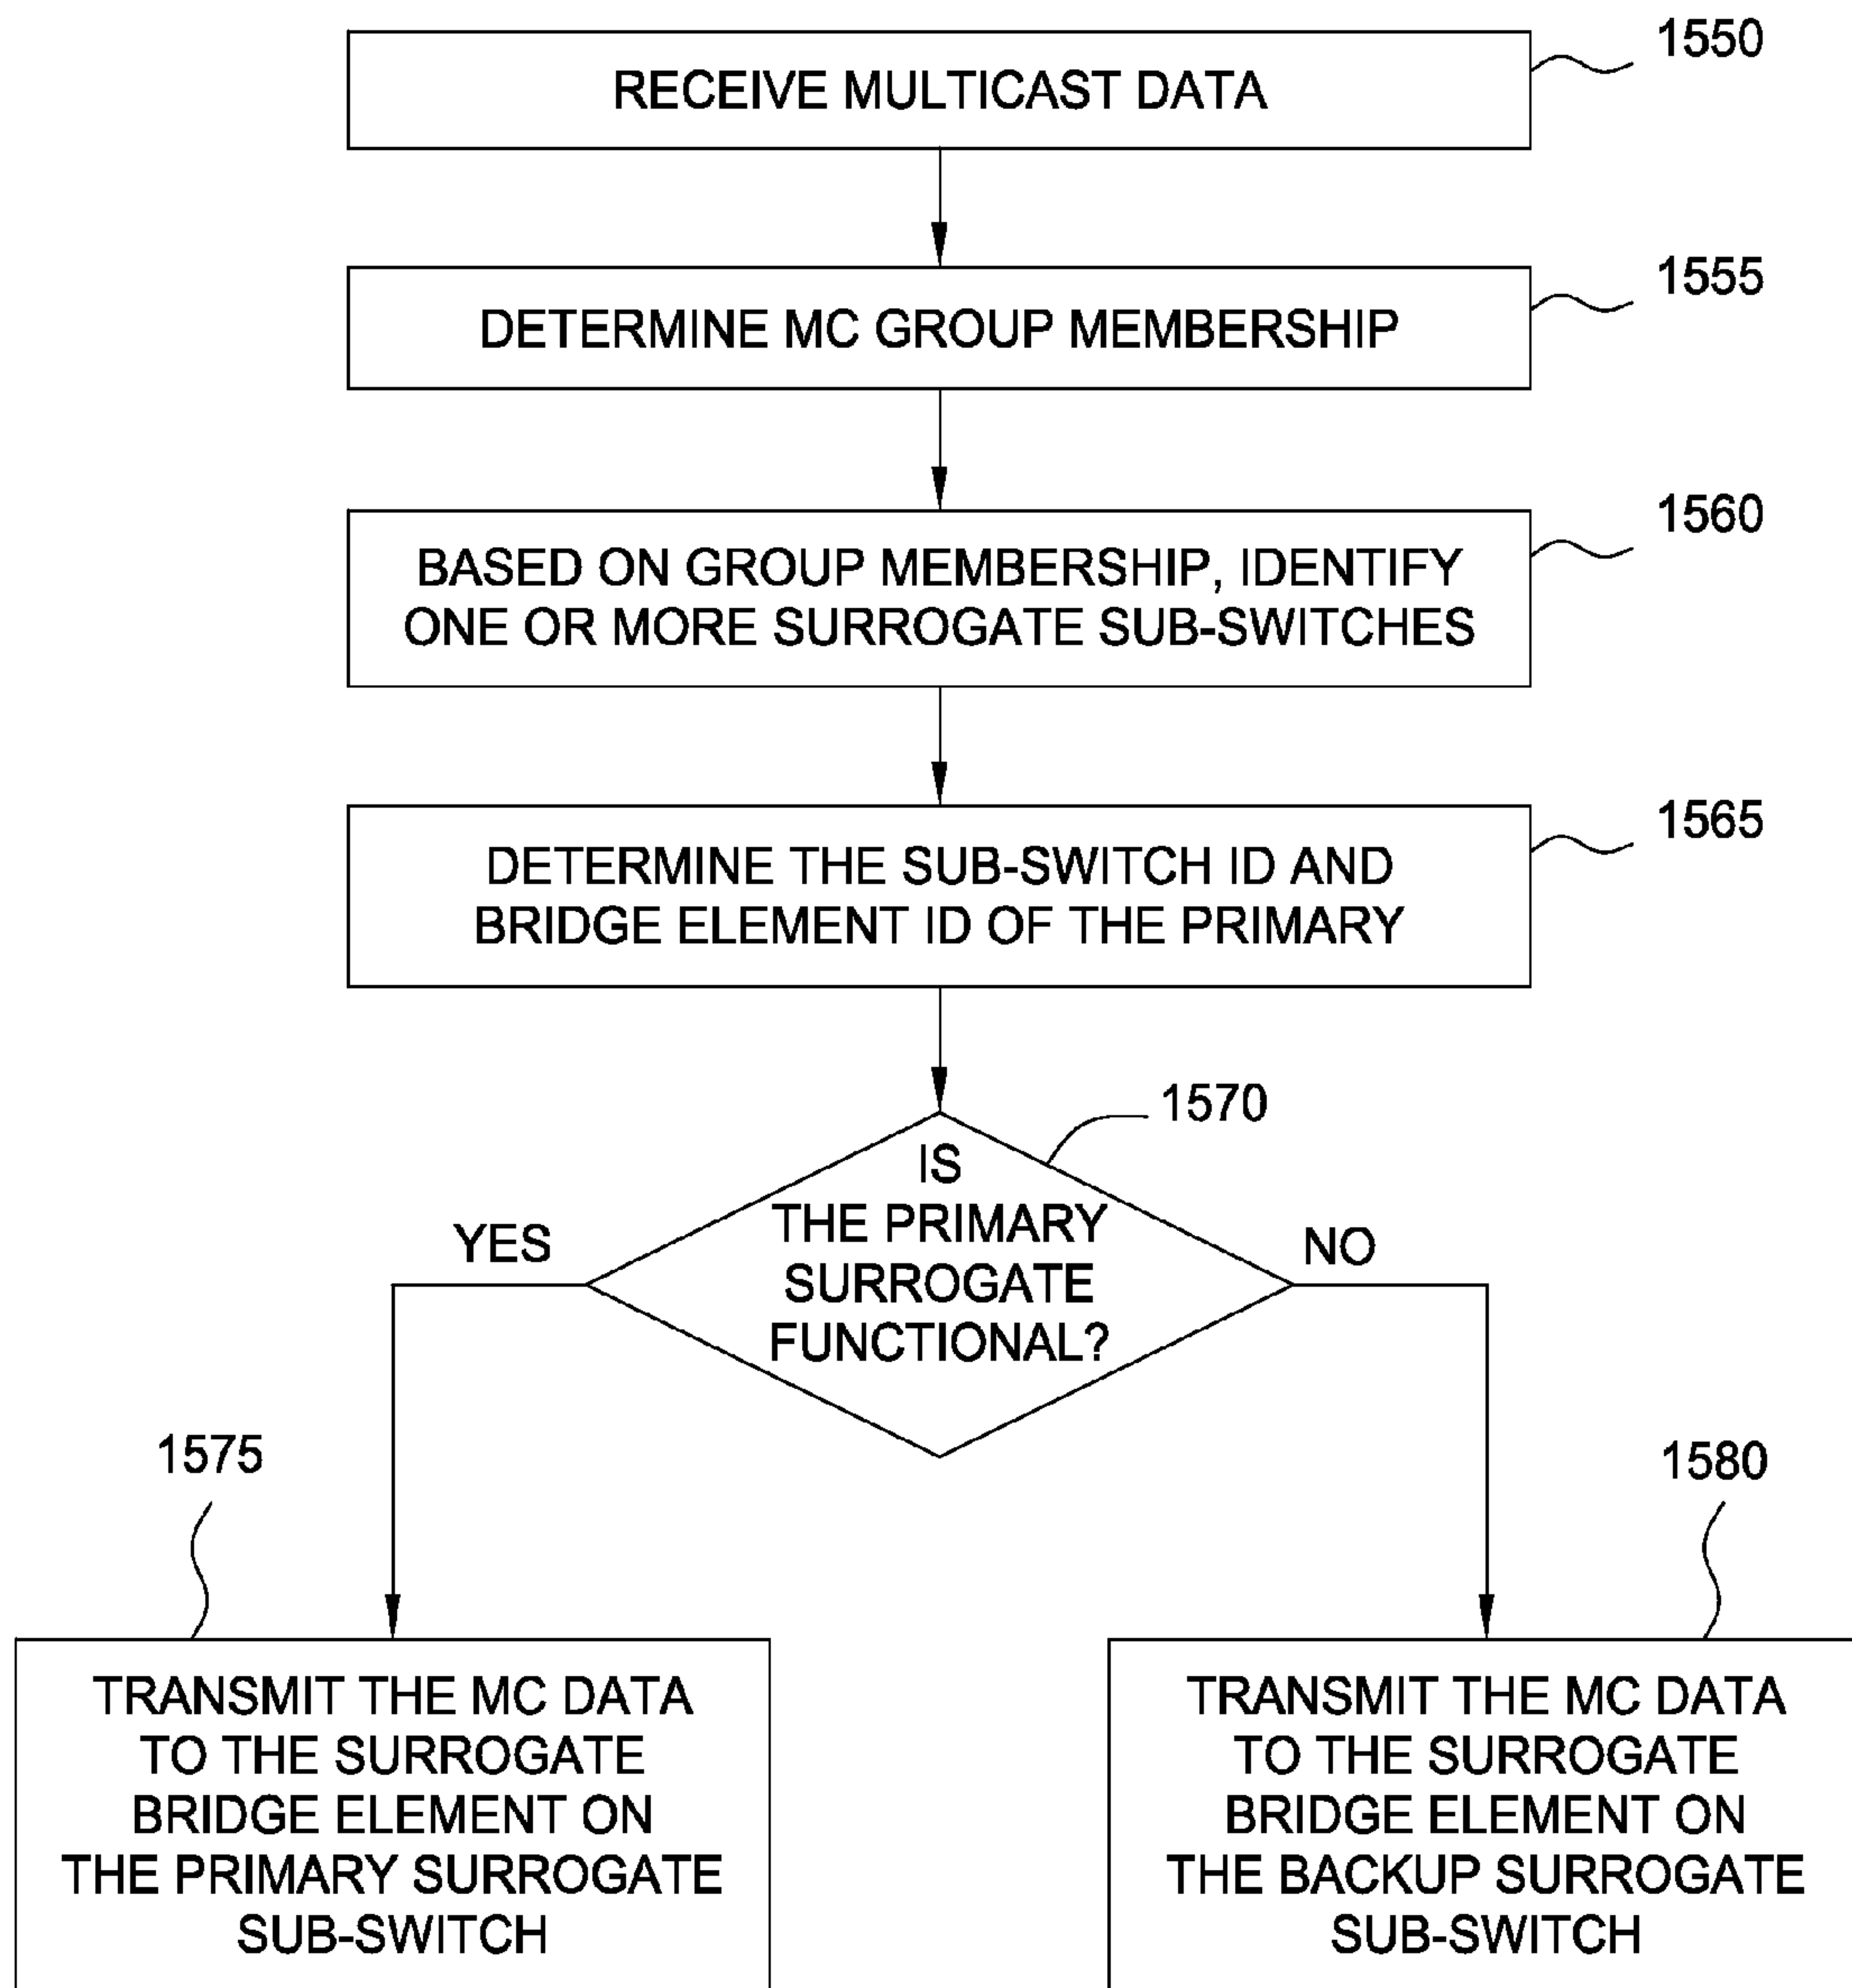 1550
RECEIVE MULTICAST DATA
1555
DETERMINE MC GROUP MEMBERSHIP
1560
BASED ON GROUP MEMBERSHIP, IDENTIFY
ONE OR MORE SURROGATE SUB-SWITCHES
1565
DETERMINE THE SUB-SWITCH ID AND
BRIDGE ELEMENT ID OF THE PRIMARY
1570
IS
THE PRIMARY
SURROGATE
FUNCTIONAL?
YES
NO
1575
TRANSMIT THE MC DATA
TO THE SURROGATE
BRIDGE ELEMENT ON
THE PRIMARY SURROGATE
SUB-SWITCH
1580
TRANSMIT THE MC DATA
TO THE SURROGATE
BRIDGE ELEMENT ON
THE BACKUP SURROGATE
SUB-SWITCH